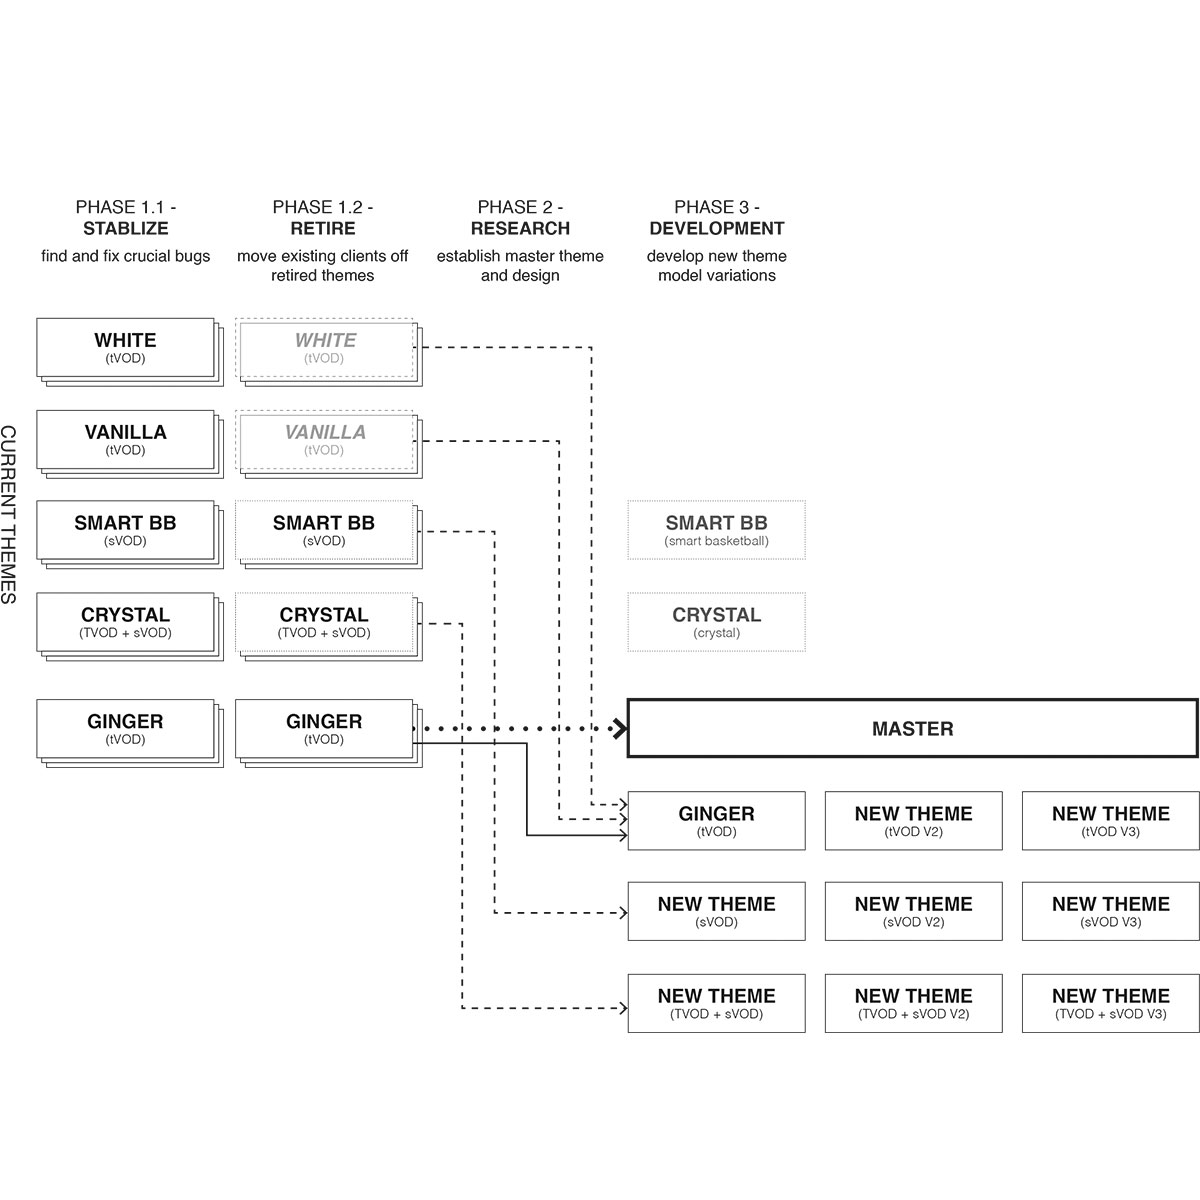 PHASE 1.1 -
STABLIZE
find and fix crucial bugs
PHASE 1.2 -
RETIRE
move existing clients off
retired themes
PHASE 2 -
RESEARCH
establish master theme
and design
PHASE 3 -
DEVELOPMENT
develop new theme
model variations
CURRENT THEMES
WHITE
(tVOD)
WHITE
(tVOD)
VANILLA
(tVOD)
VANILLA
(tVOD)
SMART BB
(sVOD)
SMART BB
(sVOD)
SMART BB
(smart basketball)
CRYSTAL
(TVOD + sVOD)
CRYSTAL
(TVOD + sVOD)
CRYSTAL
(crystal)
GINGER
(tVOD)
GINGER
(tVOD)
MASTER
GINGER
(tVOD)
NEW THEME
(tVOD V2)
NEW THEME
(tVOD V3)
NEW THEME
(sVOD)
NEW THEME
(sVOD V2)
NEW THEME
(sVOD V3)
NEW THEME
(TVOD + sVOD)
NEW THEME
(TVOD + sVOD V2)
NEW THEME
(TVOD + sVOD V3)